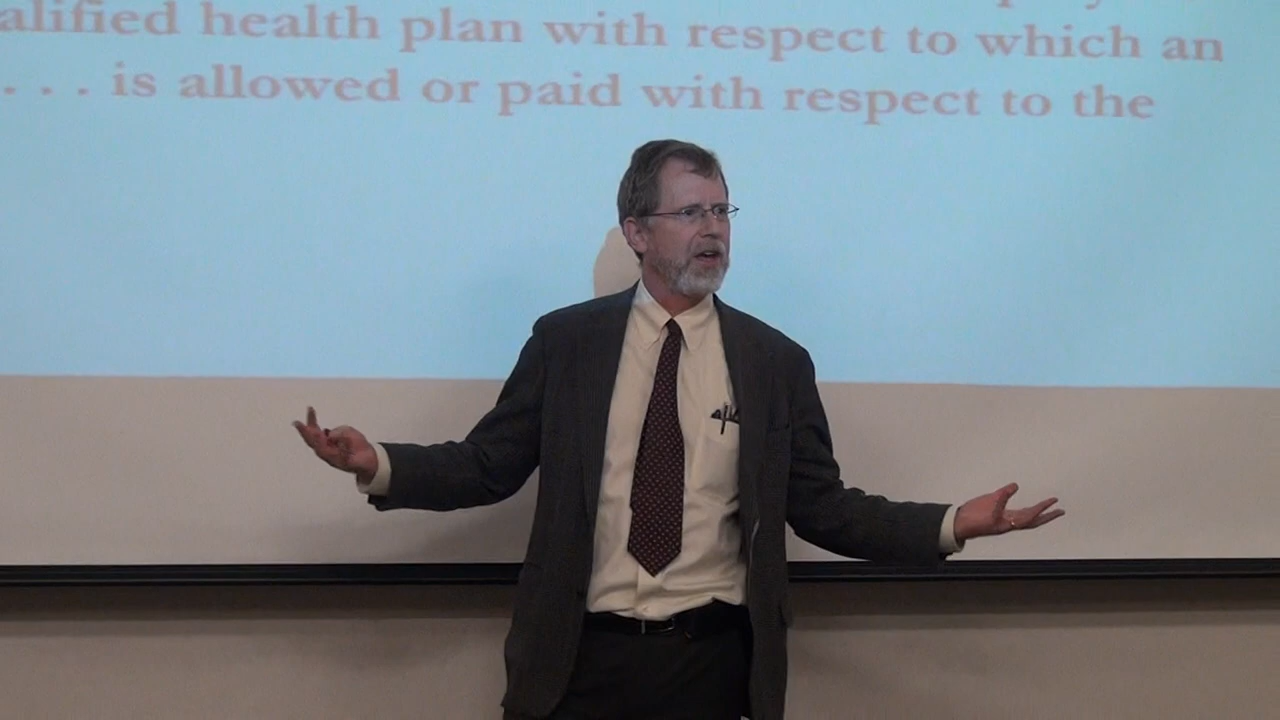 alified health plan with respect to which an
. . . is allowed or paid with respect to the